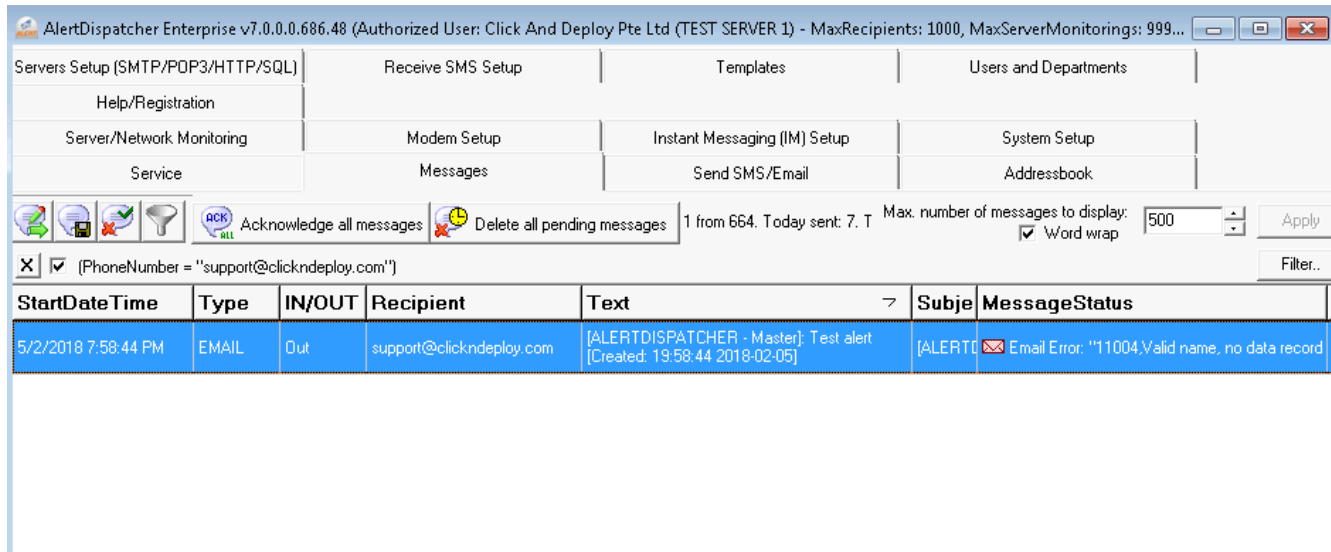 AlertDispatcher Enterprise v7.0.0.0.686.48 (Authorized User: Click And Deploy Pte Ltd (TEST SERVER 1) - MaxRecipients: 1000, MaxServerMonitorings: 999...
Servers Setup (SMTP/POP3/HTTP/SQL) Receive SMS Setup Templates Users and Departments
Help/Registration
Server/Network Monitoring Modem Setup Instant Messaging (IM) Setup System Setup
Service Messages Send SMS/Email Addressbook
ACK ALL Acknowledge all messages Delete all pending messages 1 from 664. Today sent: 7. T Max. number of messages to display: 500 Apply
Word wrap
X (PhoneNumber = "support@clickndeploy.com") Filter..
StartDateTime Type IN/OUT Recipient Text Subje MessageStatus
5/2/2018 7:58:44 PM EMAIL Out support@clickndeploy.com [ALERTDISPATCHER - Master]: Test alert [ALERTD Email Error: "11004,Valid name, no data record
[Created: 19:58:44 2018-02-05]